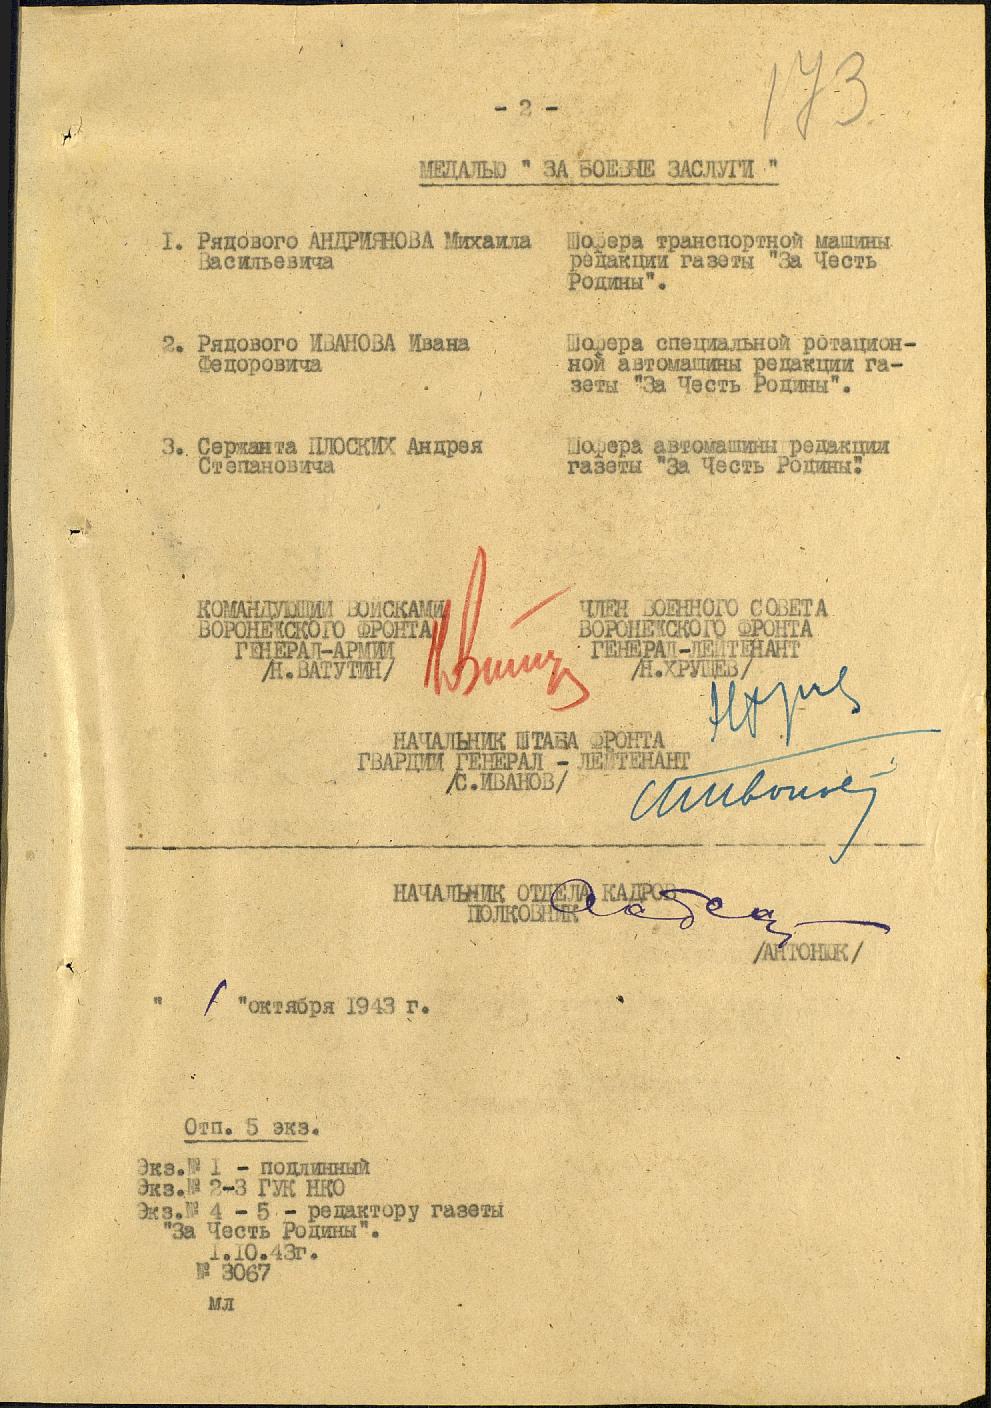 173.
- 2 -
МЕДАЛЬЮ " ЗА БОЕВЫЕ ЗАСЛУГИ "
1. Рядового АНДРИЯНОВА Михаила
Васильевича
Шофера транспортной машины
редакции газеты "За Честь
Родины".
2. Рядового ИВАНОВА Ивана
Федоровича
Шофера специальной ротацион-
ной автомашины редакции га-
зеты "За Честь Родины".
3. Сержанта ПЛОСКИХ Андрея
Степановича
Шофера автомашины редакции
газеты "За Честь Родины".
КОМАНДУЮЩИЙ ВОЙСКАМИ
ВОРОНЕЖСКОГО ФРОНТА
ГЕНЕРАЛ-АРМИИ
/Н.ВАТУТИН/
ЧЛЕН ВОЕННОГО СОВЕТА
ВОРОНЕЖСКОГО ФРОНТА
ГЕНЕРАЛ-ЛЕЙТЕНАНТ
/Н.ХРУЩЕВ/
НАЧАЛЬНИК ШТАБА ФРОНТА
ГВАРДИИ ГЕНЕРАЛ - ЛЕЙТЕНАНТ
/С.ИВАНОВ/
НАЧАЛЬНИК ОТДЕЛА КАДРОВ
ПОЛКОВНИК
/АНТОНЮК/
" 1 "октября 1943 г.
Отп. 5 экз.
Экз.№ 1 - подлинный
Экз.№ 2-3 ГУК НКО
Экз.№ 4 - 5 - редактору газеты
"За Честь Родины".
1.10.43г.
№ 3067
мл